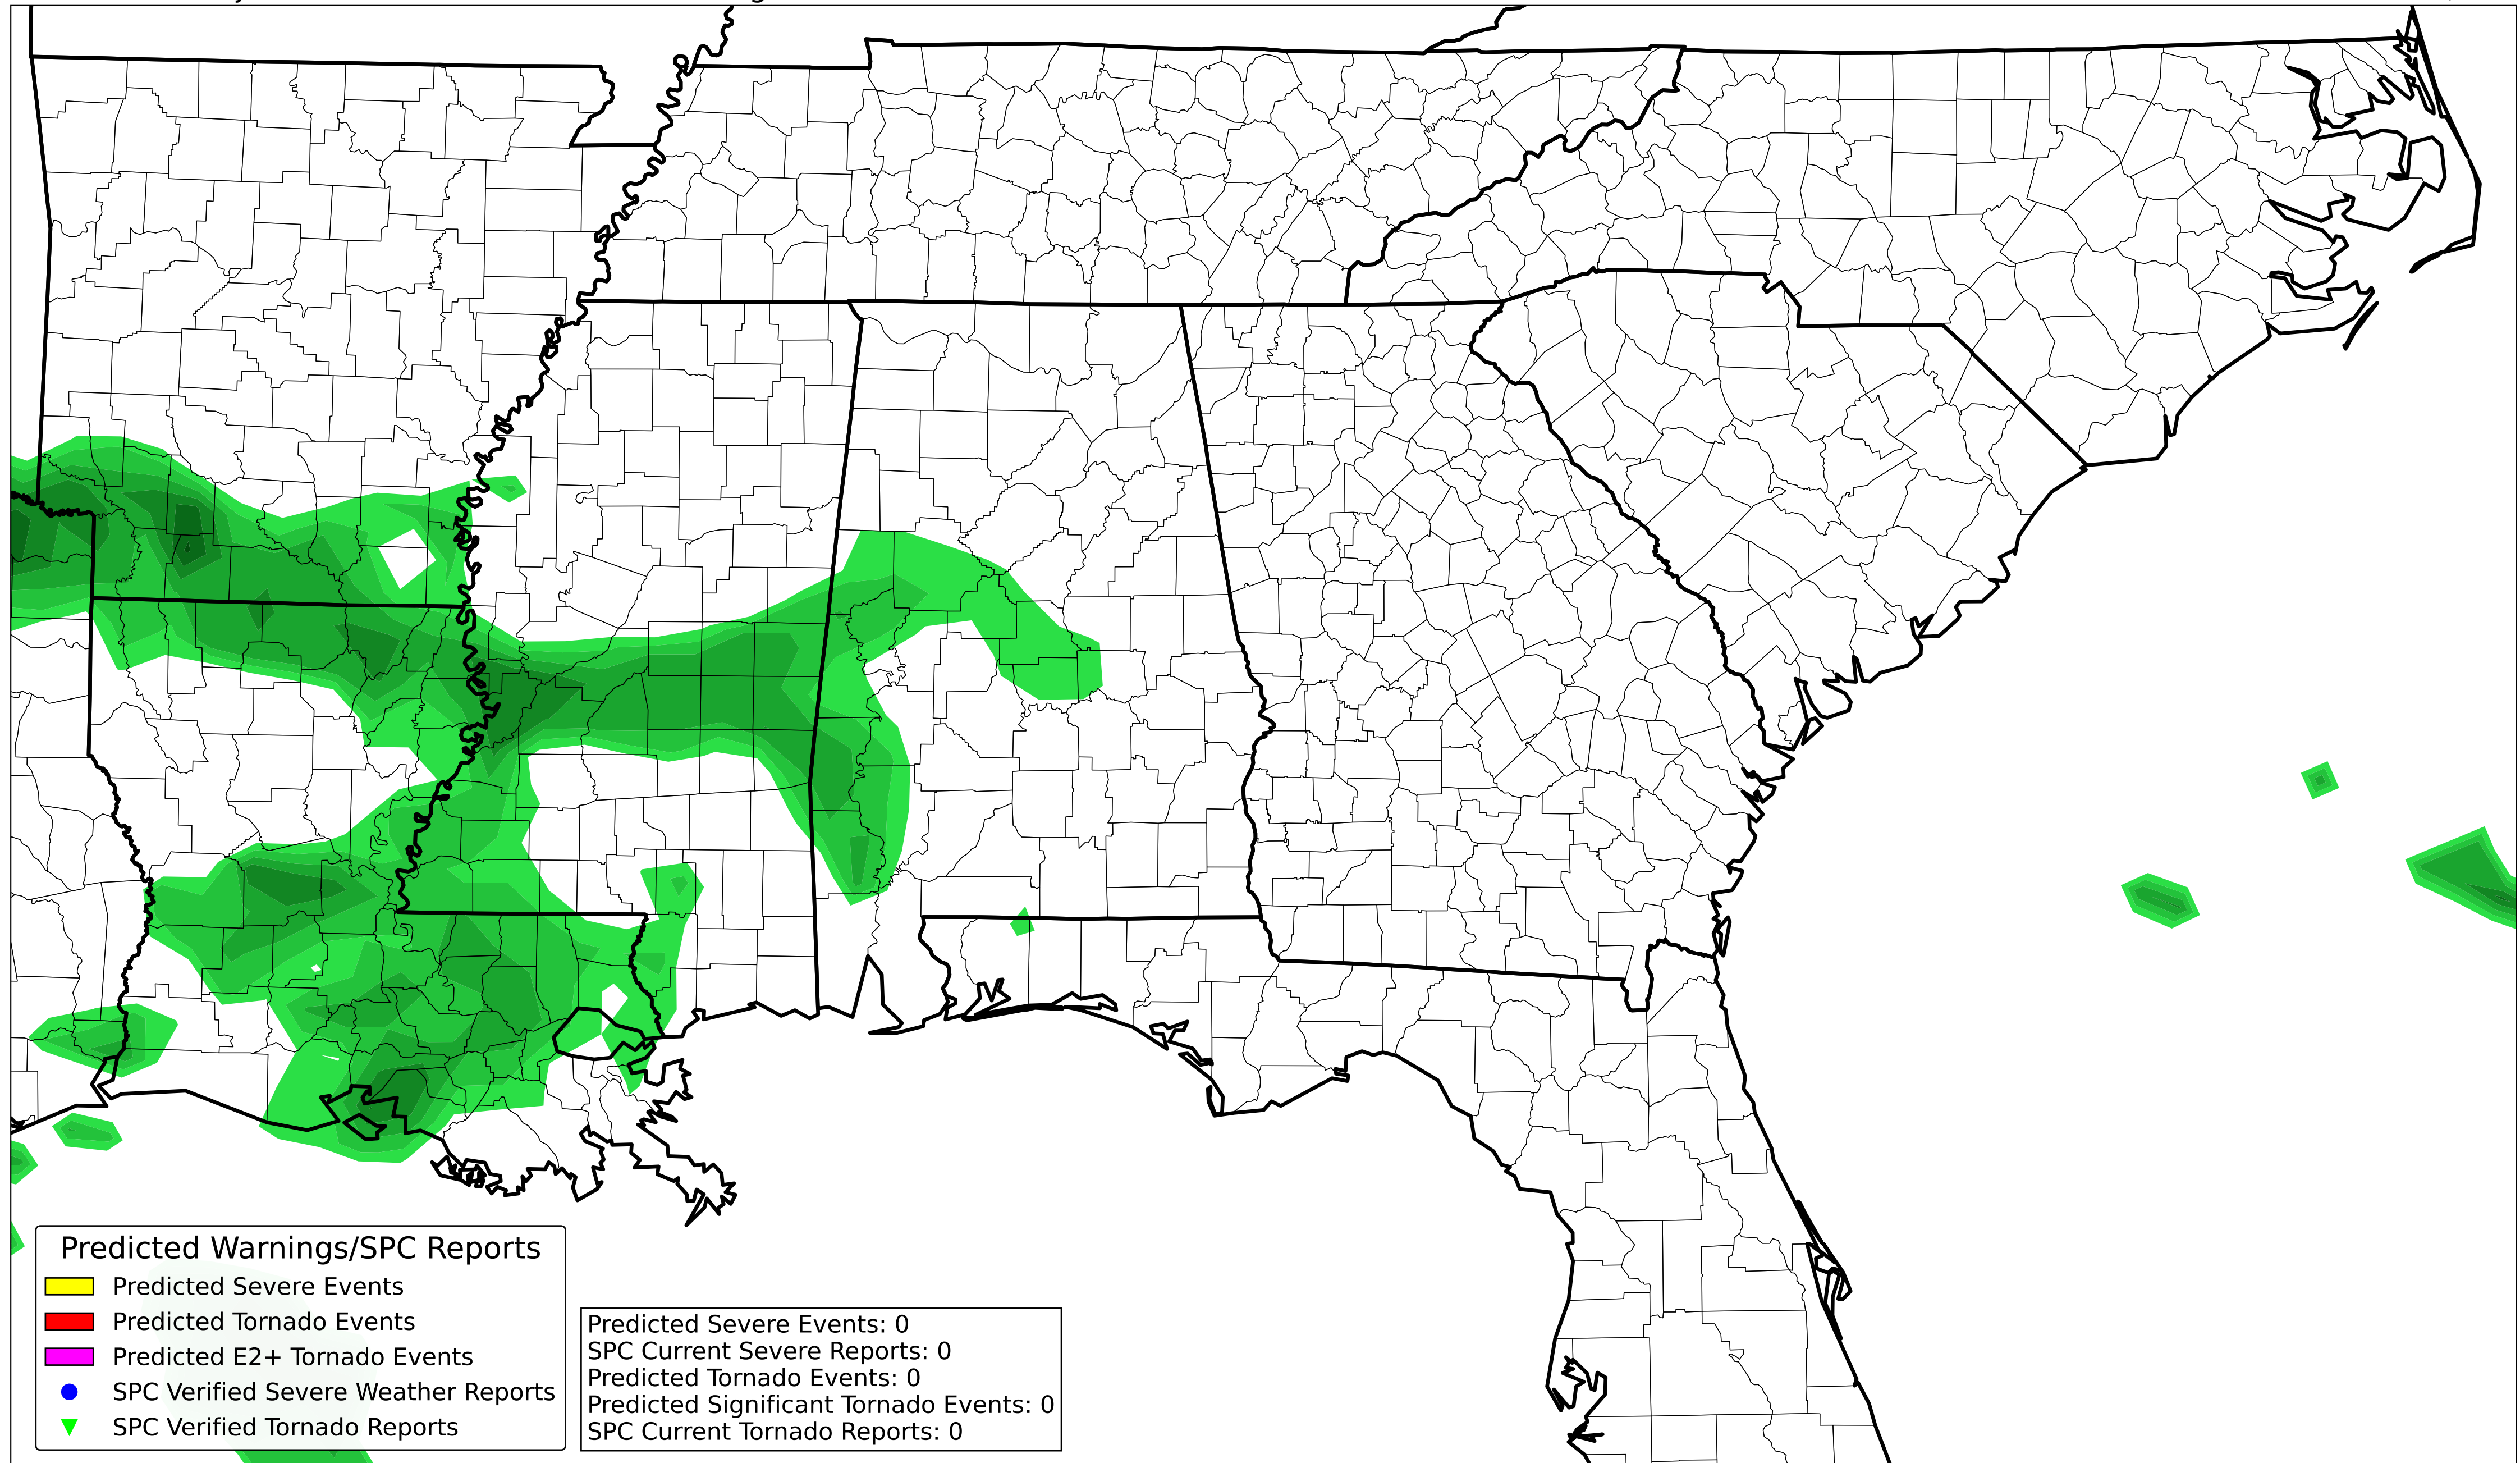 Predicted Warnings/SPC Reports
Predicted Severe Events
Predicted Tornado Events
Predicted E2+ Tornado Events
SPC Verified Severe Weather Reports
SPC Verified Tornado Reports
Predicted Severe Events: 0
SPC Current Severe Reports: 0
Predicted Tornado Events: 0
Predicted Significant Tornado Events: 0
SPC Current Tornado Reports: 0